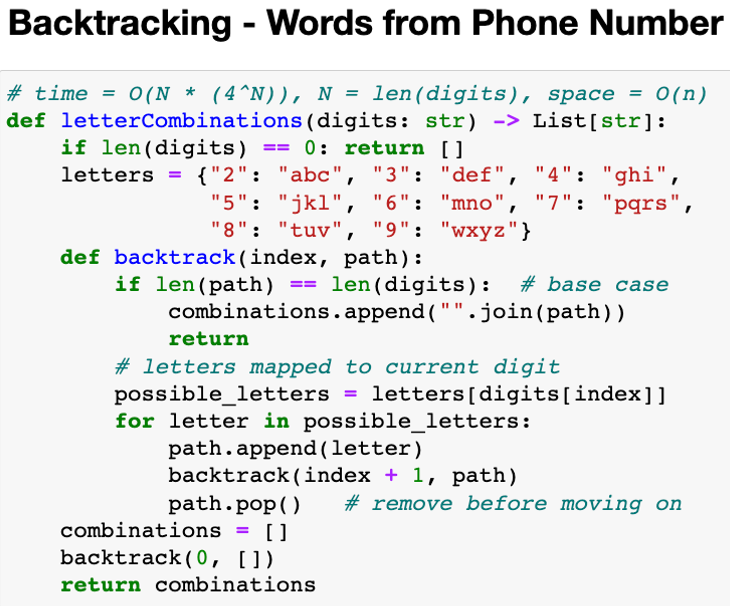 Backtracking - Words from Phone Number
# time = O(N * (4^N)), N = len(digits), space = O(n)
def letterCombinations(digits: str) -> List[str]:
    if len(digits) == 0: return []
    letters = {"2": "abc", "3": "def", "4": "ghi",
               "5": "jkl", "6": "mno", "7": "pqrs",
               "8": "tuv", "9": "wxyz"}
    def backtrack(index, path):
        if len(path) == len(digits):  # base case
            combinations.append("".join(path))
            return
        # letters mapped to current digit
        possible_letters = letters[digits[index]]
        for letter in possible_letters:
            path.append(letter)
            backtrack(index + 1, path)
            path.pop()   # remove before moving on
    combinations = []
    backtrack(0, [])
    return combinations